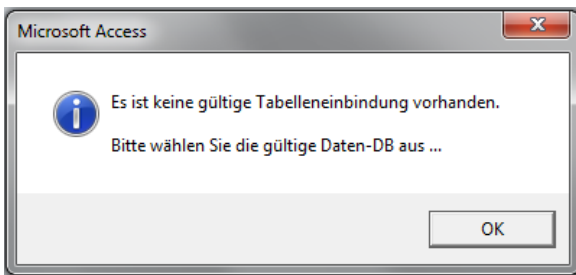 Microsoft Access
Es ist keine gültige Tabelleneinbindung vorhanden.
Bitte wählen Sie die gültige Daten-DB aus ...
OK